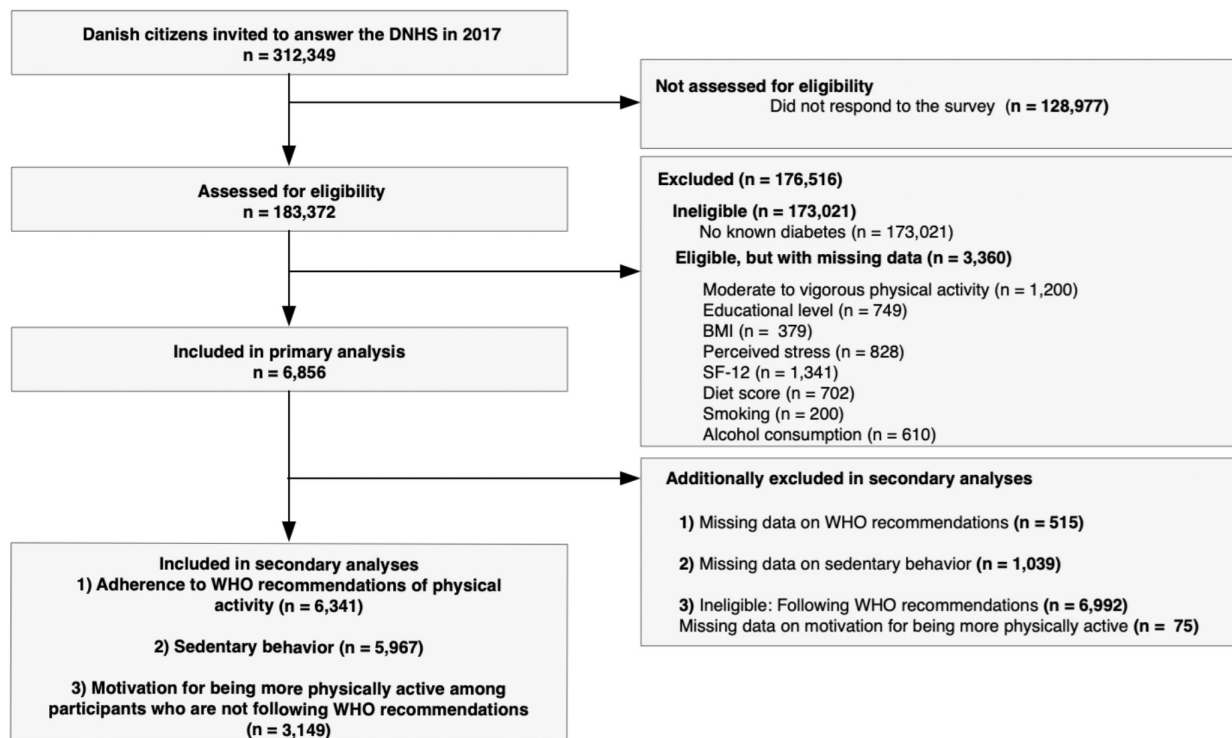 Danish citizens invited to answer the DNHS in 2017
n = 312,349
Not assessed for eligibility
Did not respond to the survey (n = 128,977)
Assessed for eligibility
n = 183,372
Excluded (n = 176,516)
Ineligible (n = 173,021)
No known diabetes (n = 173,021)
Eligible, but with missing data (n = 3,360)
Moderate to vigorous physical activity (n = 1,200)
Educational level (n = 749)
BMI (n = 379)
Perceived stress (n = 828)
SF-12 (n = 1,341)
Diet score (n = 702)
Smoking (n = 200)
Alcohol consumption (n = 610)
Included in primary analysis
n = 6,856
Additionally excluded in secondary analyses
1) Missing data on WHO recommendations (n = 515)
2) Missing data on sedentary behavior (n = 1,039)
3) Ineligible: Following WHO recommendations (n = 6,992)
Missing data on motivation for being more physically active (n = 75)
Included in secondary analyses
1) Adherence to WHO recommendations of physical
activity (n = 6,341)
2) Sedentary behavior (n = 5,967)
3) Motivation for being more physically active among
participants who are not following WHO recommendations
(n = 3,149)